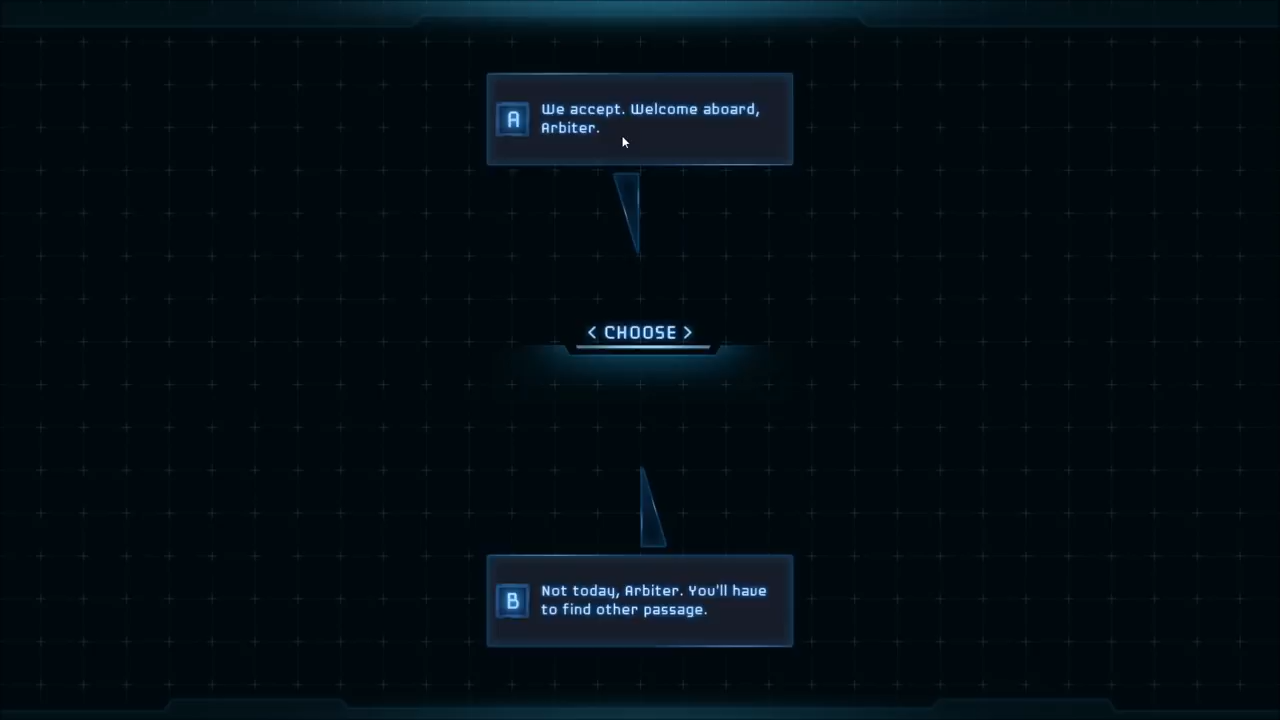 A
We accept. Welcome aboard,
Arbiter.
< CHOOSE >
B
Not today, Arbiter. You'll have
to find other passage.